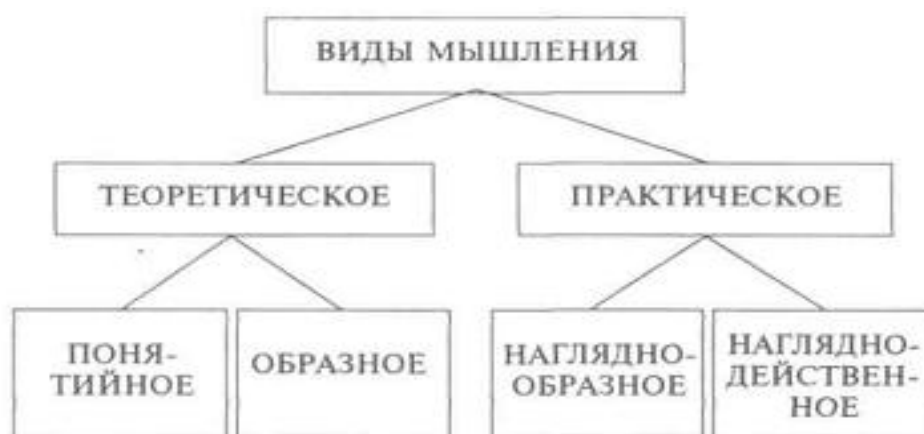 ВИДЫ МЫШЛЕНИЯ
ТЕОРЕТИЧЕСКОЕ
ПРАКТИЧЕСКОЕ
ПОНЯ-
ТИЙНОЕ
ОБРАЗНОЕ
НАГЛЯДНО-
ОБРАЗНОЕ
НАГЛЯДНО-
ДЕЙСТВЕН-
НОЕ